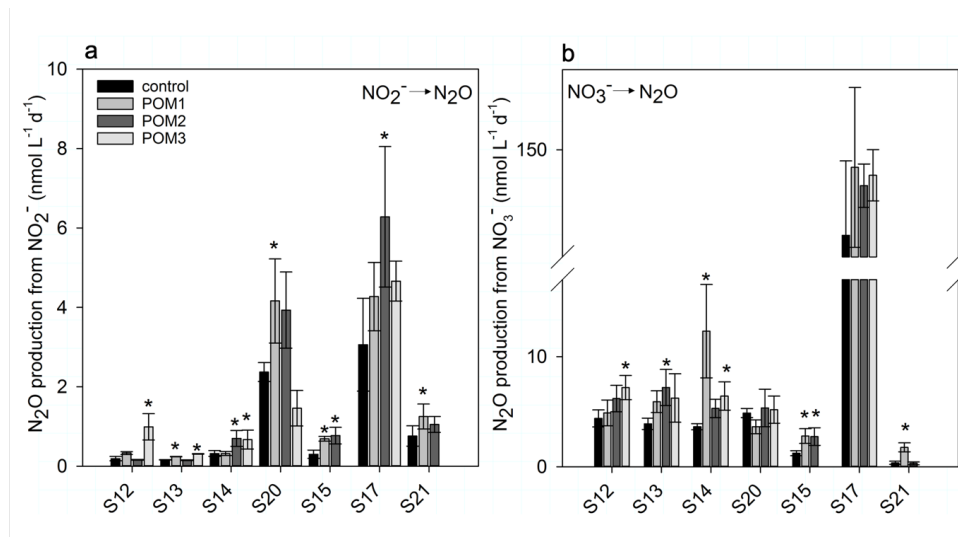 a
N₂O production from NO₂⁻ (nmol L⁻¹ d⁻¹)
10
8
6
4
2
0
control
POM1
POM2
POM3
NO₂⁻→N₂O
*
*
*
*
*
*
*
*
*
*
S12
S13
S14
S20
S15
S17
S21
b
N₂O production from NO₃⁻ (nmol L⁻¹ d⁻¹)
150
10
0
NO₃⁻→N₂O
*
*
*
*
*
*
*
S12
S13
S14
S20
S15
S17
S21